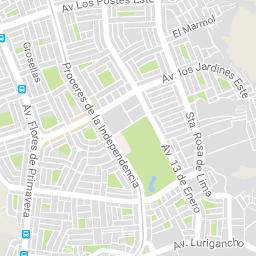 Av.Los Postes Este
El Marmol
Grosellas
Av. los Jardines Este
Proceres de la Independencia
Av. Flores de Primavera
Sta. Rosa de Lima
Av. 13 de Enero
Av. Lurigancho